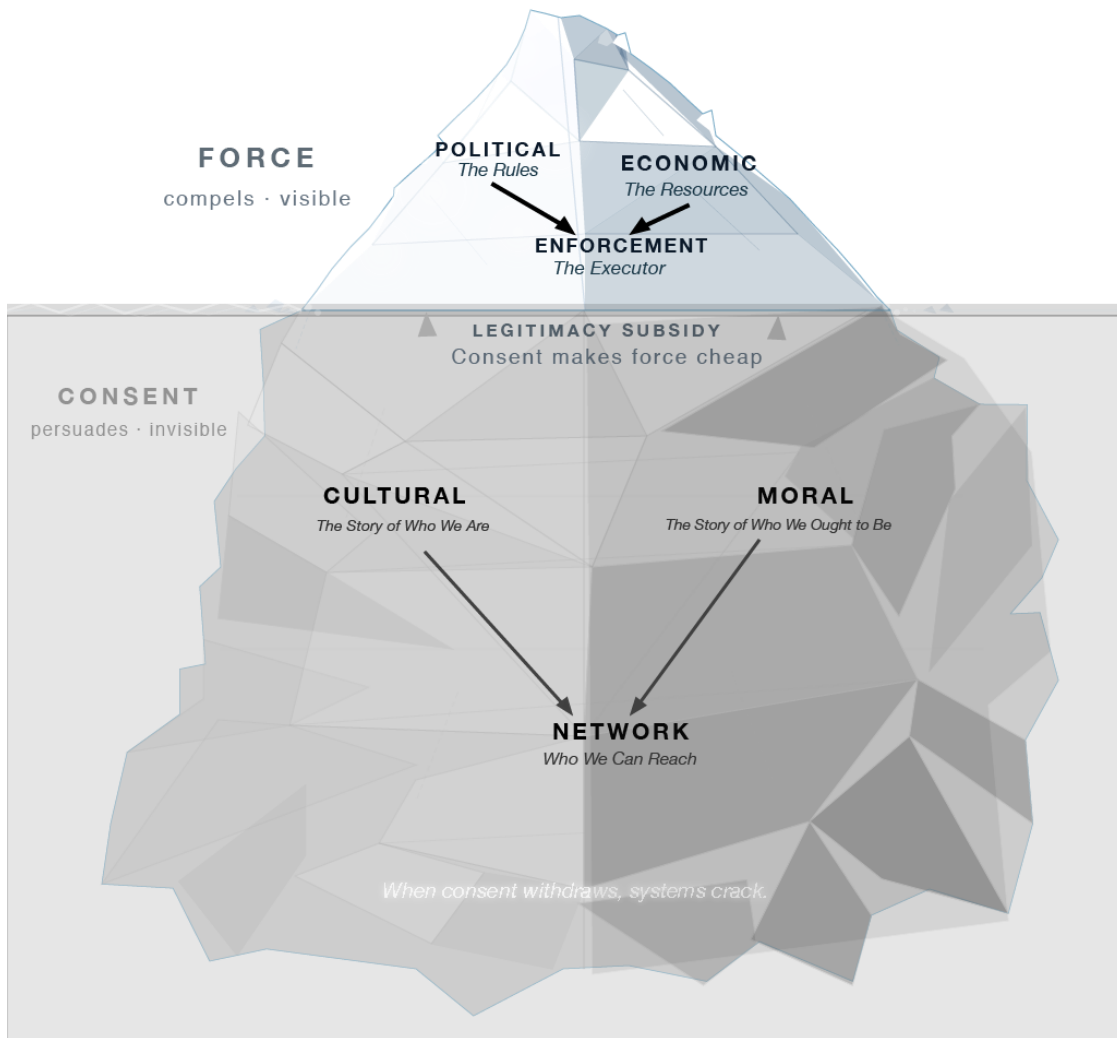 FORCE
compels · visible
POLITICAL
The Rules
ECONOMIC
The Resources
ENFORCEMENT
The Executor
LEGITIMACY SUBSIDY
Consent makes force cheap
CONSENT
persuades · invisible
CULTURAL
The Story of Who We Are
MORAL
The Story of Who We Ought to Be
NETWORK
Who We Can Reach
When consent withdraws, systems crack.